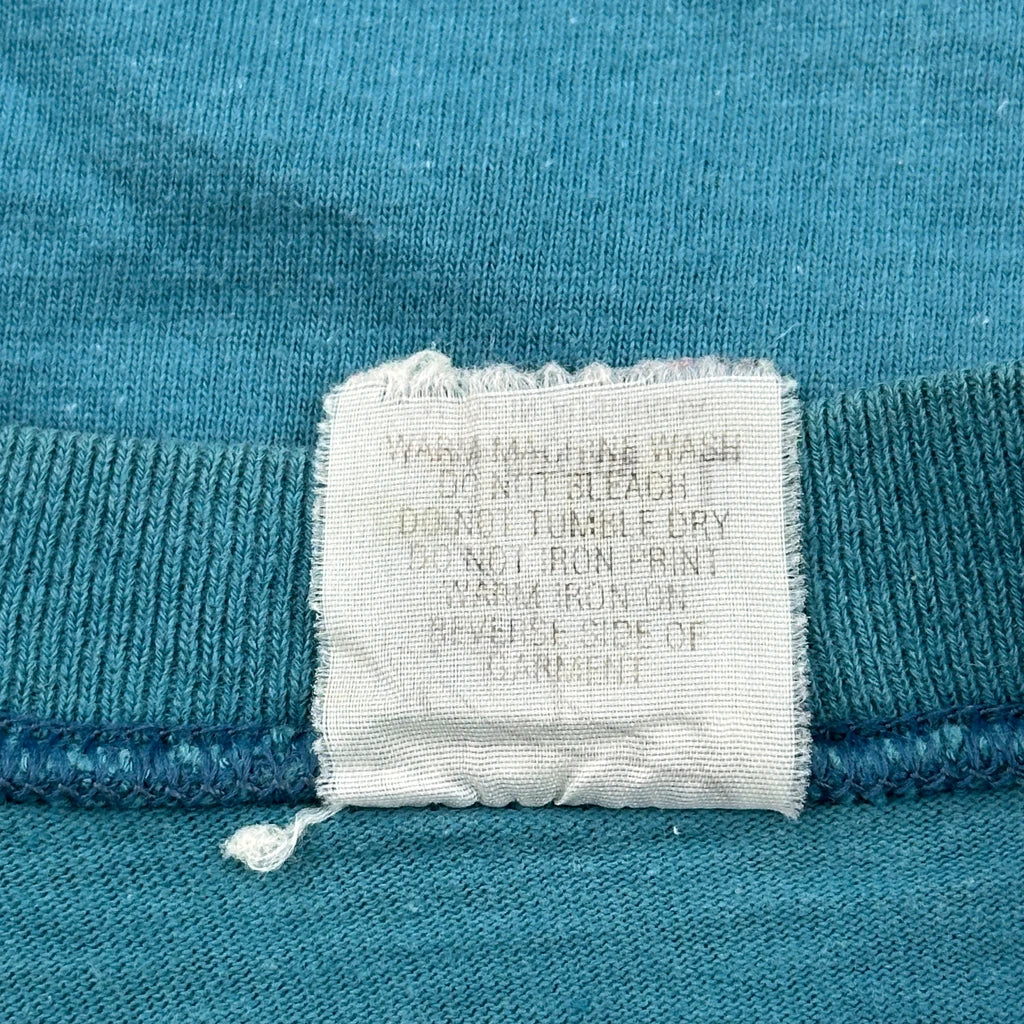 WARM MACHINE WASH
DO NOT BLEACH
DO NOT TUMBLE DRY
DO NOT IRON PRINT
WARM IRON ON
REVERSE SIDE OF
GARMENT